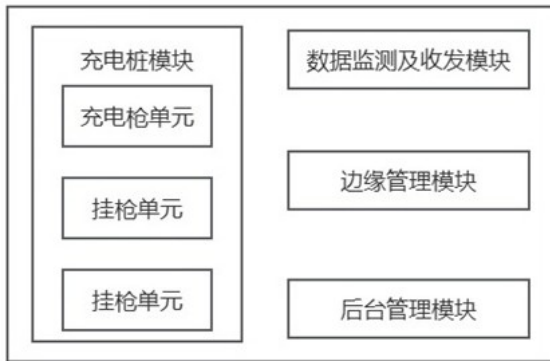 充电桩模块
充电枪单元
挂枪单元
挂枪单元
数据监测及收发模块
边缘管理模块
后台管理模块